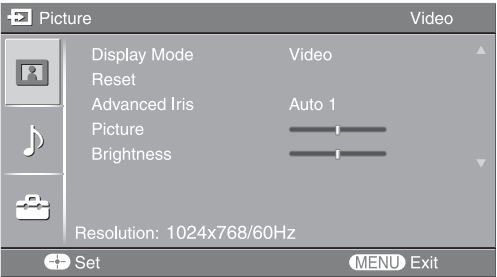 Picture Video
Display Mode Video
Reset
Advanced Iris Auto 1
Picture
Brightness
Resolution: 1024x768/60Hz
Set MENU Exit